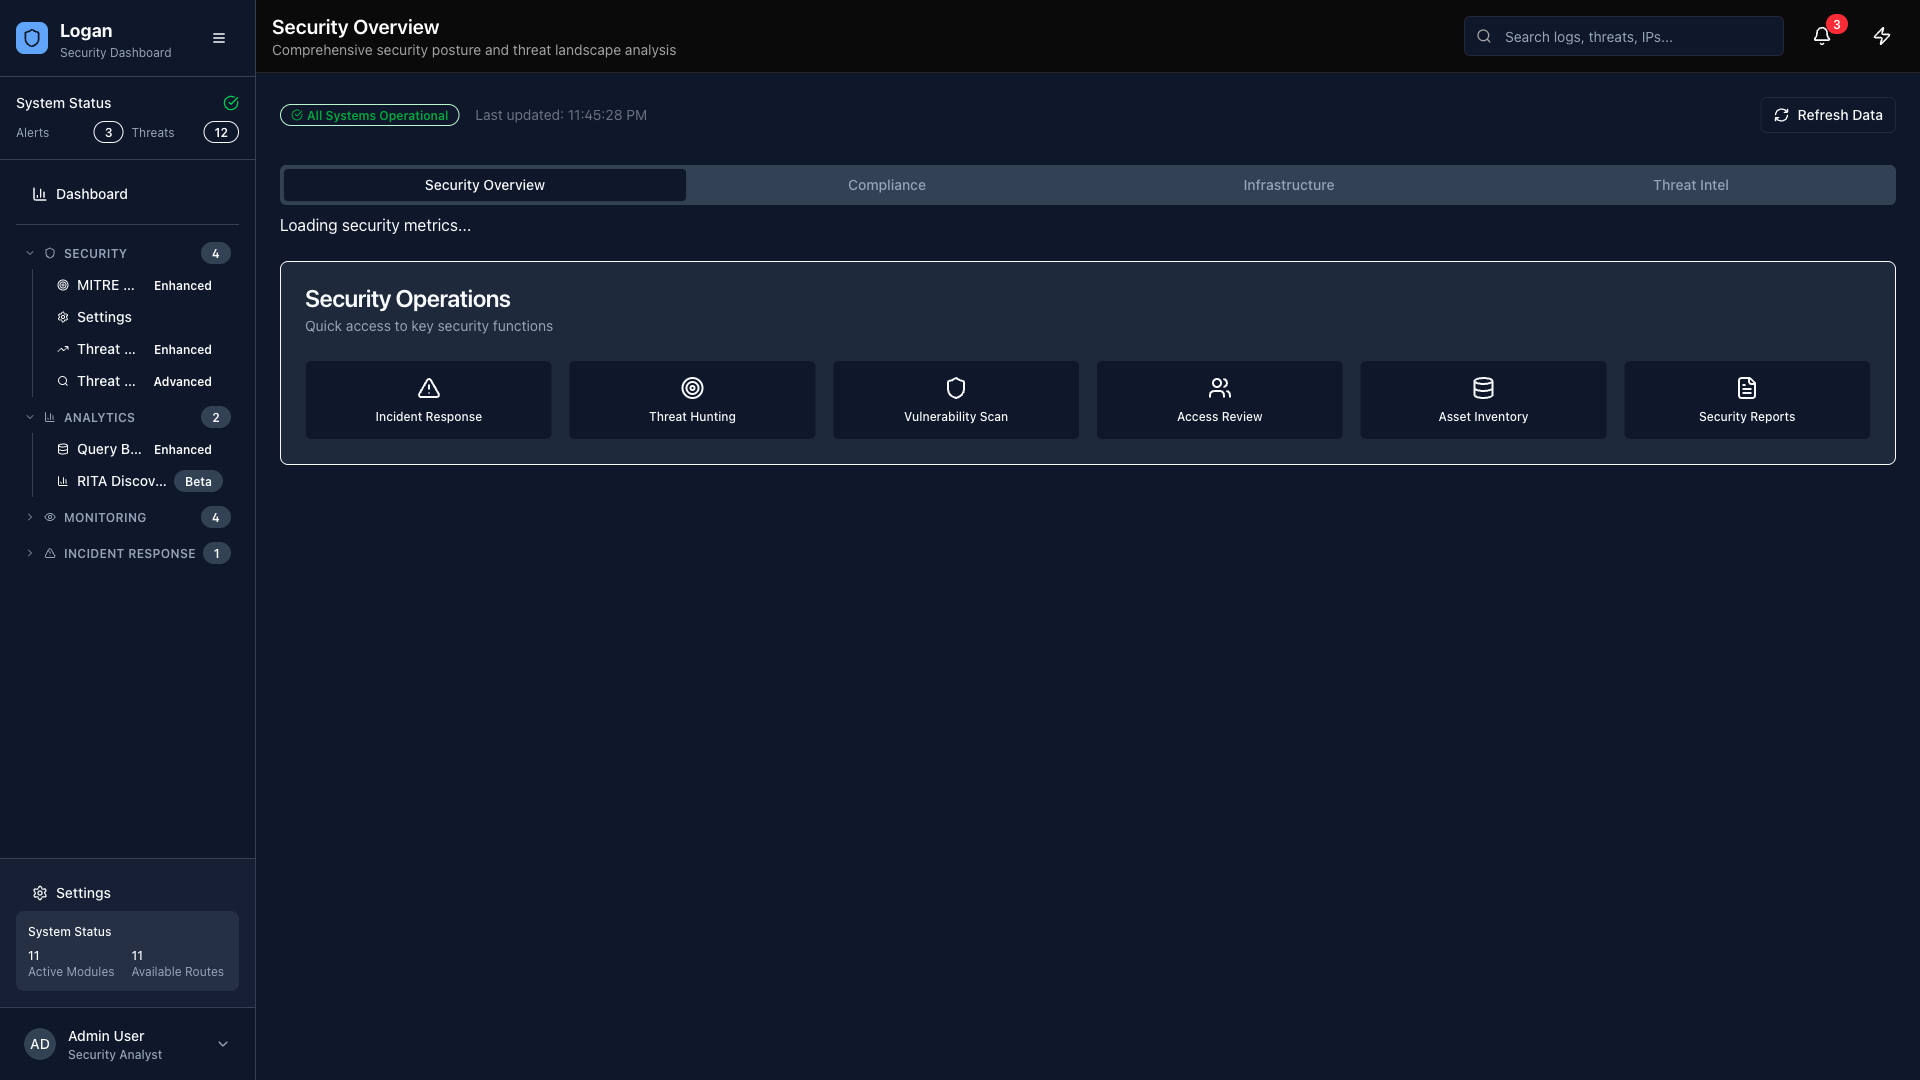 Logan
Security Dashboard
System Status
Alerts 3 Threats 12
Dashboard
SECURITY 4
MITRE ... Enhanced
Settings
Threat ... Enhanced
Threat ... Advanced
ANALYTICS 2
Query B... Enhanced
RITA Discov... Beta
MONITORING 4
INCIDENT RESPONSE 1
Settings
System Status
11 11
Active Modules Available Routes
AD
Admin User
Security Analyst
Security Overview
Comprehensive security posture and threat landscape analysis
Search logs, threats, IPs...
3
All Systems Operational Last updated: 11:45:28 PM
Refresh Data
Security Overview Compliance Infrastructure Threat Intel
Loading security metrics...
Security Operations
Quick access to key security functions
Incident Response Threat Hunting Vulnerability Scan Access Review Asset Inventory Security Reports